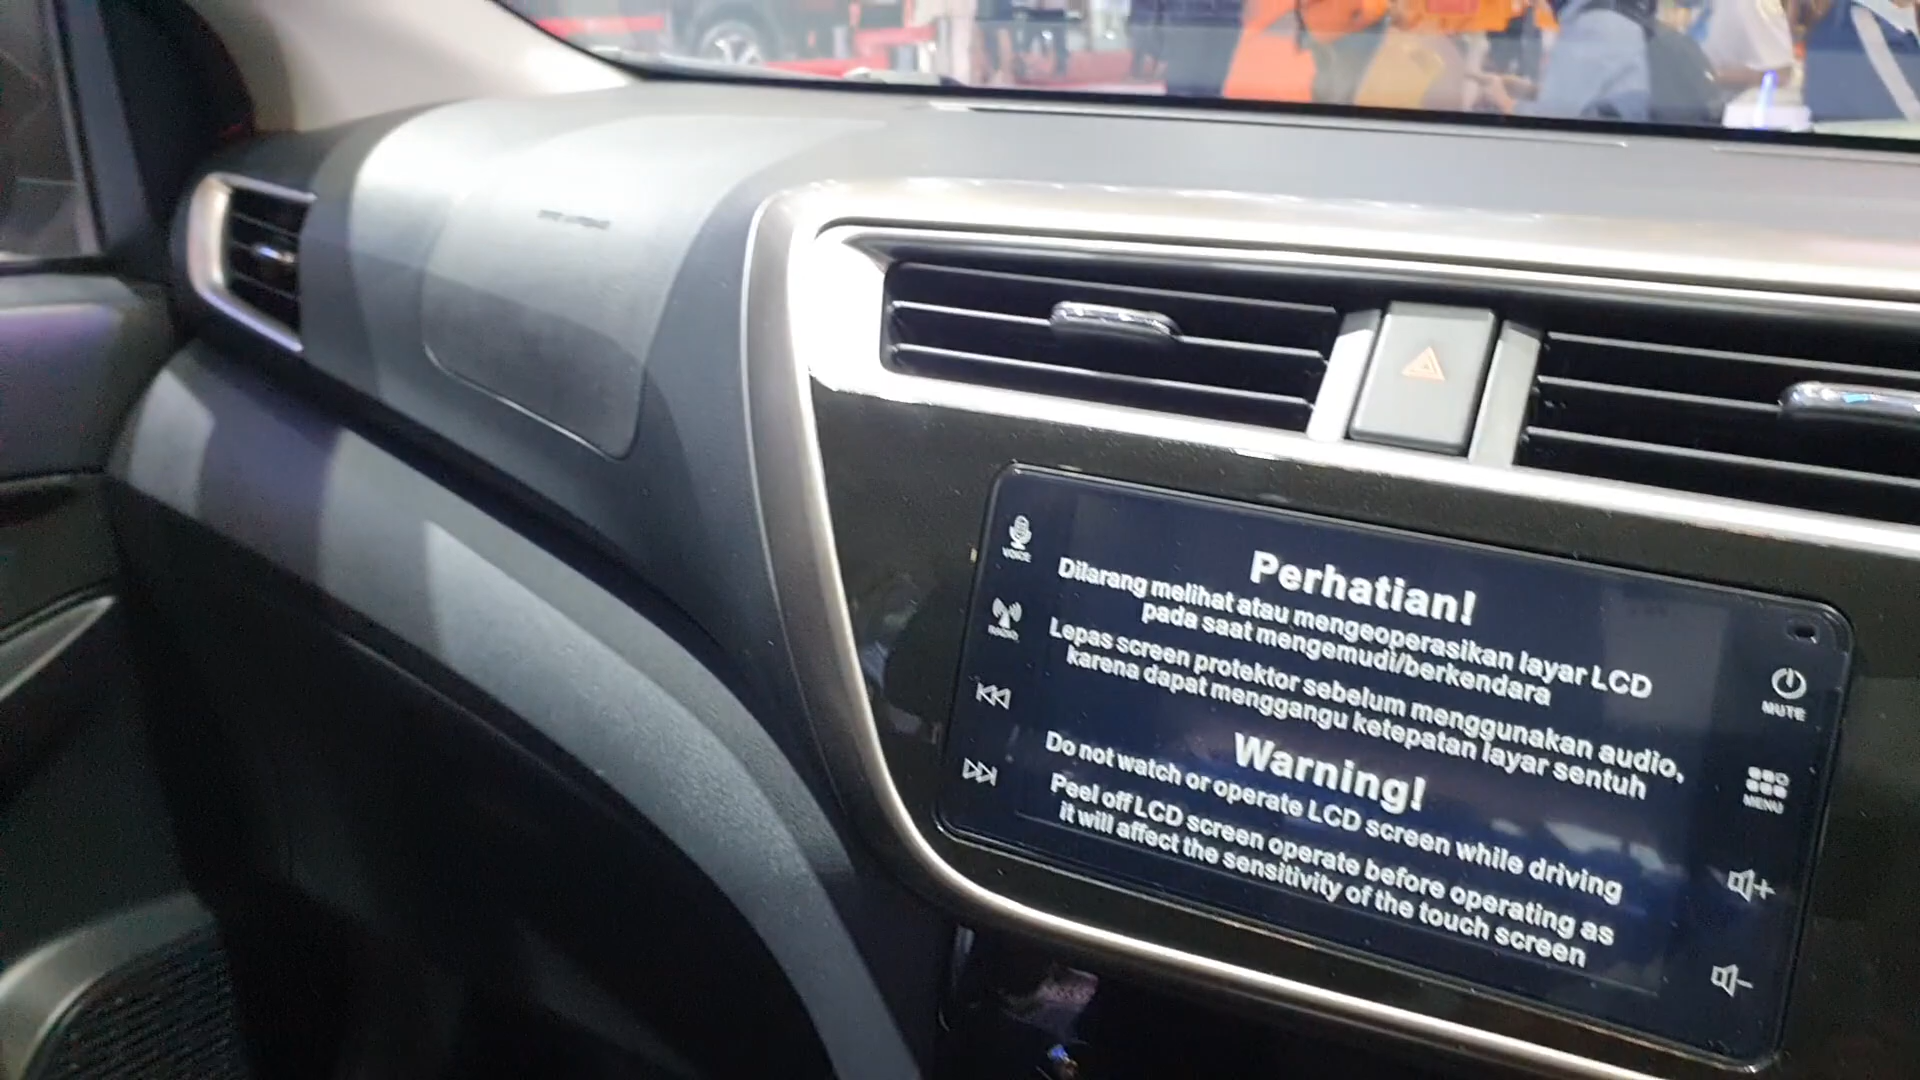 VOICE
RADIO
Perhatian!
Dilarang melihat atau mengeoperasikan layar LCD
pada saat mengemudi/berkendara
Lepas screen protektor sebelum menggunakan audio,
karena dapat menggangu ketepatan layar sentuh
Warning!
Do not watch or operate LCD screen while driving
Peel off LCD screen operate before operating as
it will affect the sensitivity of the touch screen
MUTE
MENU